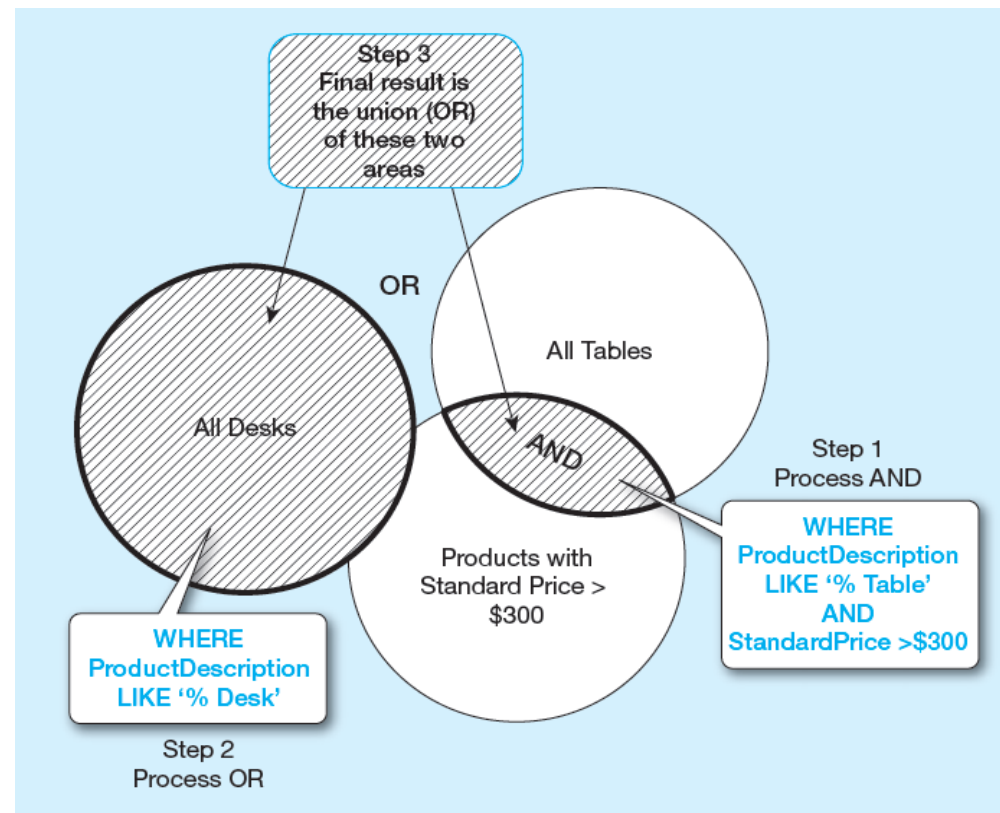 Step 3
Final result is
the union (OR)
of these two
areas
OR
All Tables
All Desks
AND
Step 1
Process AND
WHERE
ProductDescription
LIKE ‘% Table’
AND
StandardPrice >$300
Products with
Standard Price >
$300
WHERE
ProductDescription
LIKE ‘% Desk’
Step 2
Process OR